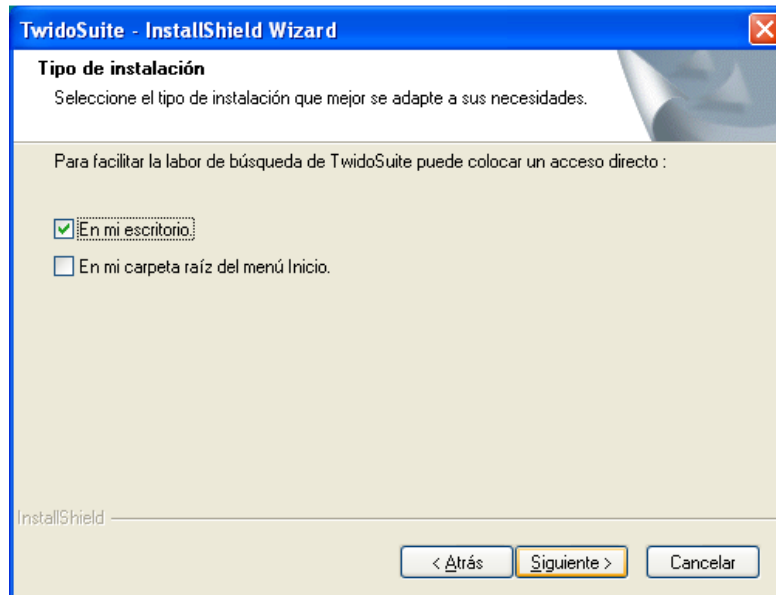 TwidoSuite - InstallShield Wizard
Tipo de instalación
Seleccione el tipo de instalación que mejor se adapte a sus necesidades.
Para facilitar la labor de búsqueda de TwidoSuite puede colocar un acceso directo :
En mi escritorio.
En mi carpeta raíz del menú Inicio.
InstallShield
< Atrás Siguiente > Cancelar